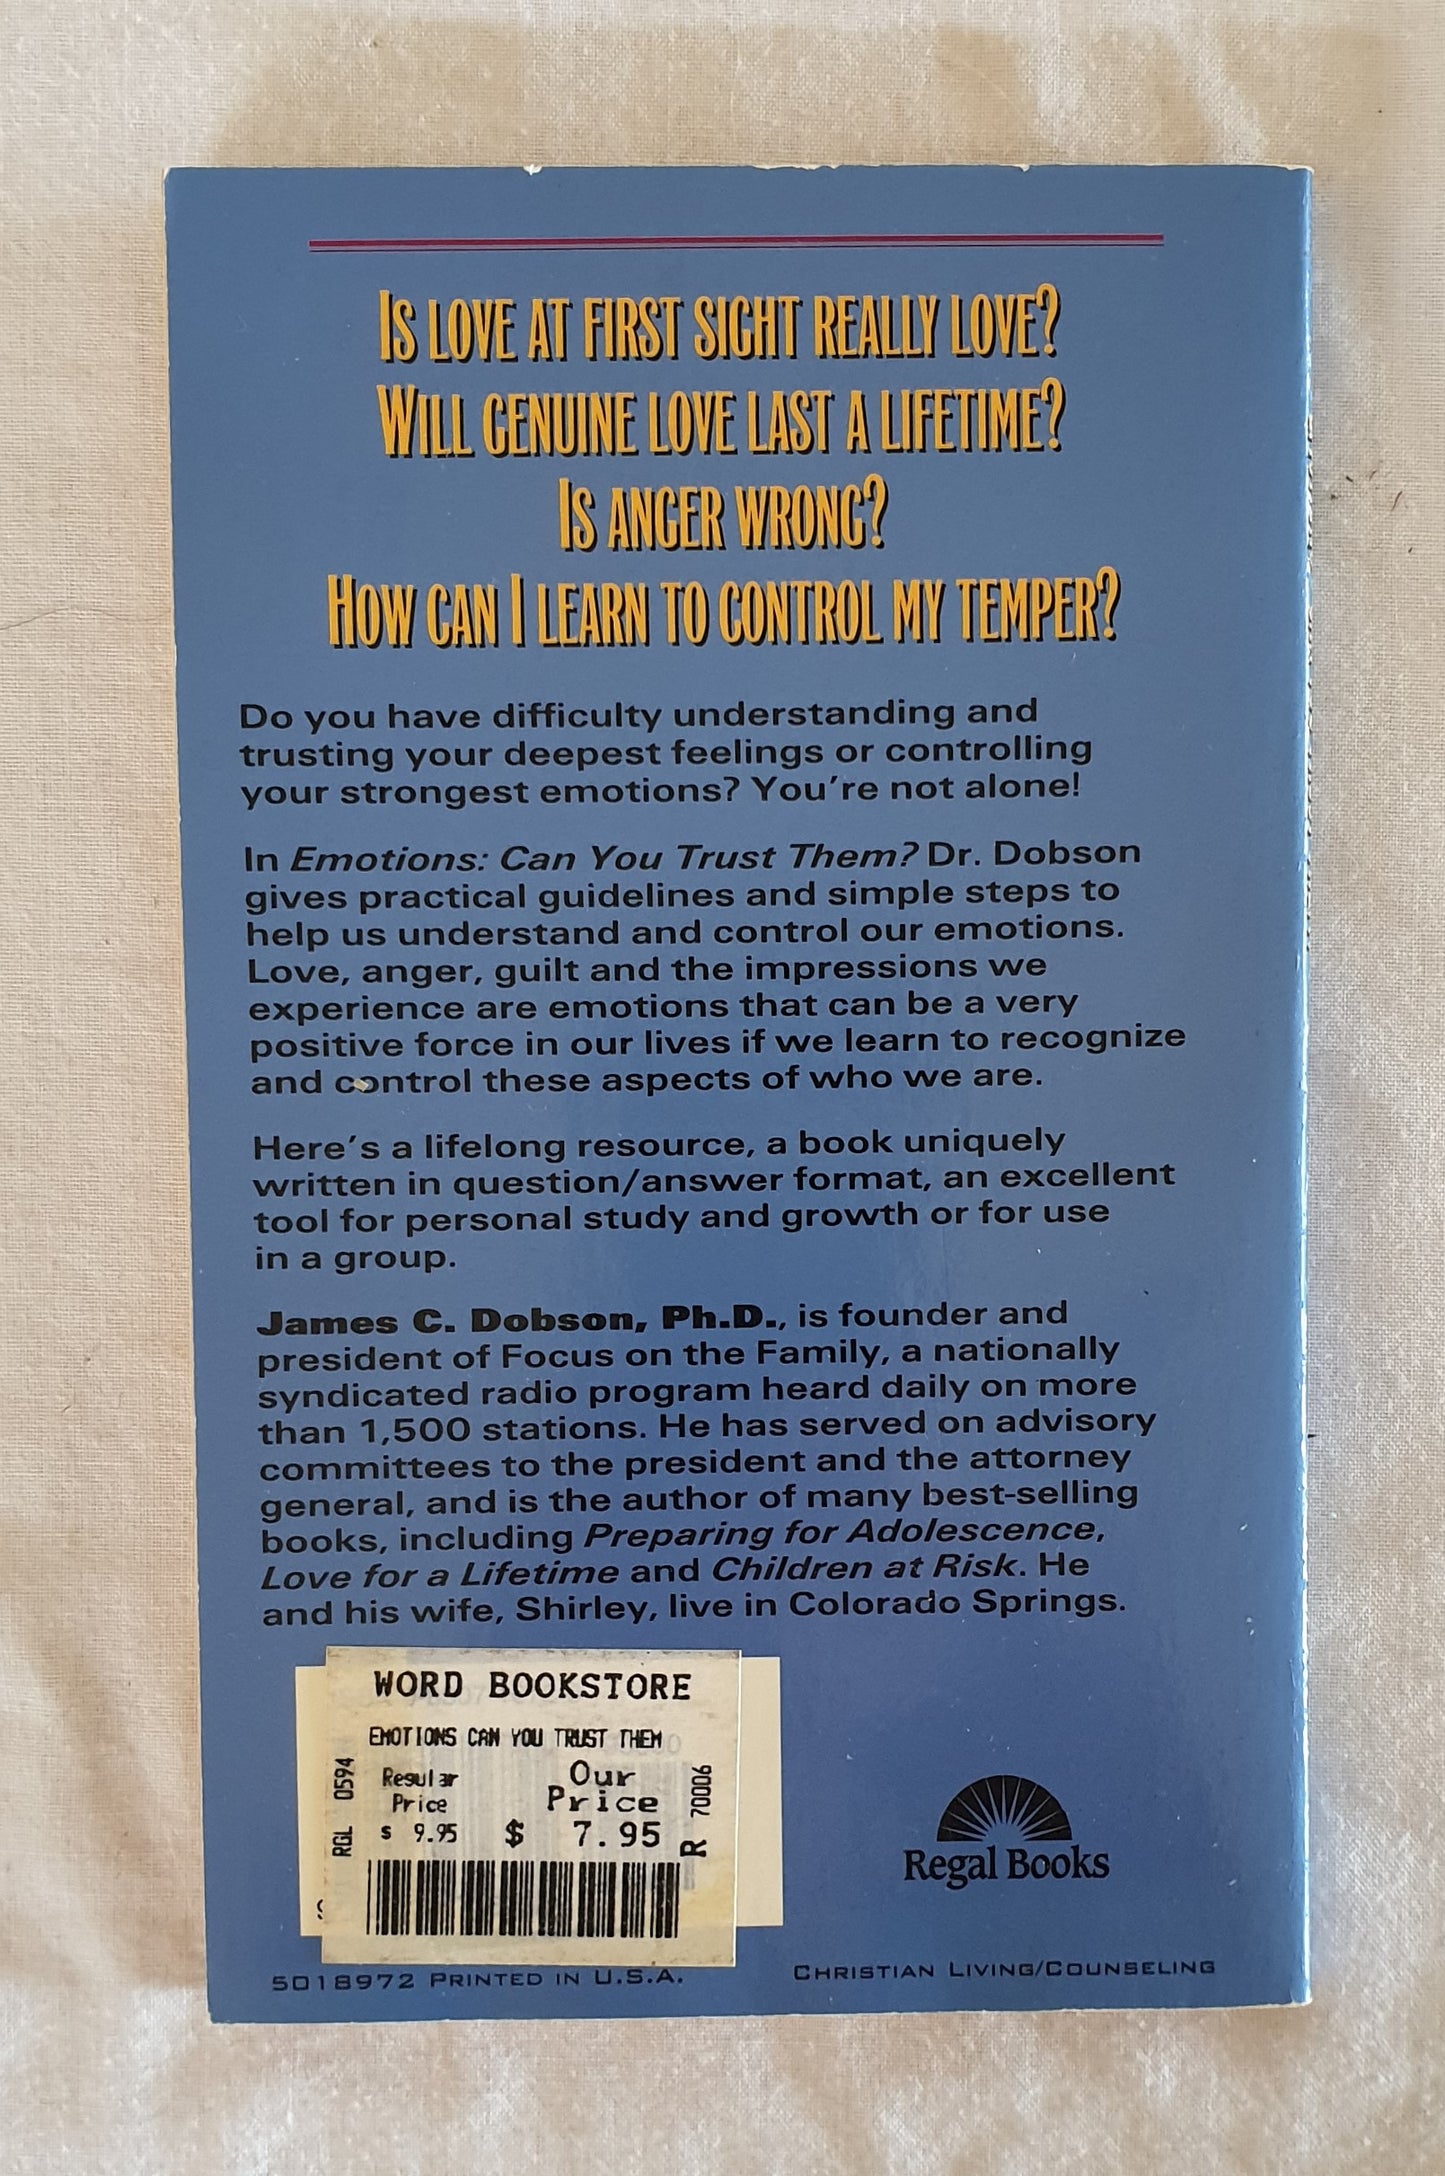 IS LOVE AT FIRST SIGHT REALLY LOVE?
WILL GENUINE LOVE LAST A LIFETIME?
IS ANGER WRONG?
HOW CAN I LEARN TO CONTROL MY TEMPER?
Do you have difficulty understanding and
trusting your deepest feelings or controlling
your strongest emotions? You're not alone!
In Emotions: Can You Trust Them? Dr. Dobson
gives practical guidelines and simple steps to
help us understand and control our emotions.
Love, anger, guilt and the impressions we
experience are emotions that can be a very
positive force in our lives if we learn to recognize
and control these aspects of who we are.
Here's a lifelong resource, a book uniquely
written in question/answer format, an excellent
tool for personal study and growth or for use
in a group.
James C. Dobson, Ph.D., is founder and
president of Focus on the Family, a nationally
syndicated radio program heard daily on more
than 1,500 stations. He has served on advisory
committees to the president and the attorney
general, and is the author of many best-selling
books, including Preparing for Adolescence,
Love for a Lifetime and Children at Risk. He
and his wife, Shirley, live in Colorado Springs.
WORD BOOKSTORE
EMOTIONS CAN YOU TRUST THEM
RGL 0594
Regular Price
$ 9.95
Our Price
$ 7.95
R 70006
Regal Books
5018972 PRINTED IN U.S.A.
CHRISTIAN LIVING/COUNSELING